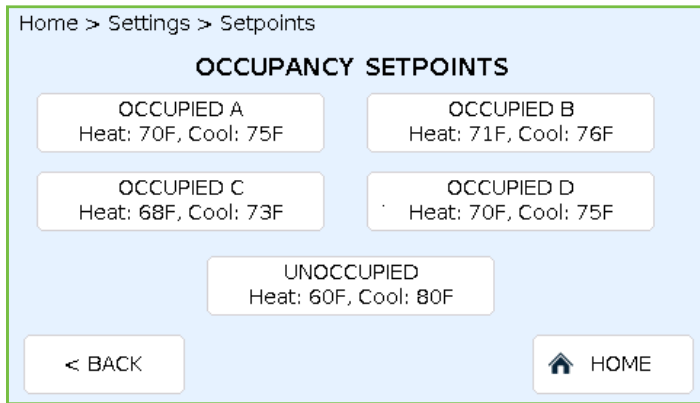 Home > Settings > Setpoints
OCCUPANCY SETPOINTS
OCCUPIED A
Heat: 70F, Cool: 75F
OCCUPIED B
Heat: 71F, Cool: 76F
OCCUPIED C
Heat: 68F, Cool: 73F
OCCUPIED D
Heat: 70F, Cool: 75F
UNOCCUPIED
Heat: 60F, Cool: 80F
< BACK
HOME